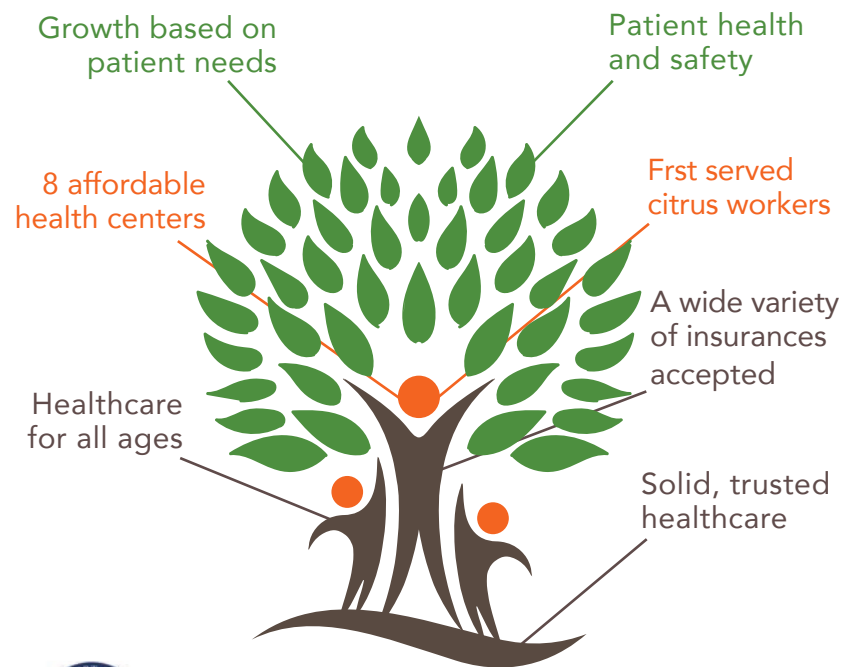 Growth based on
patient needs
Patient health
and safety
8 affordable
health centers
Frst served
citrus workers
A wide variety
of insurances
accepted
Healthcare
for all ages
Solid, trusted
healthcare